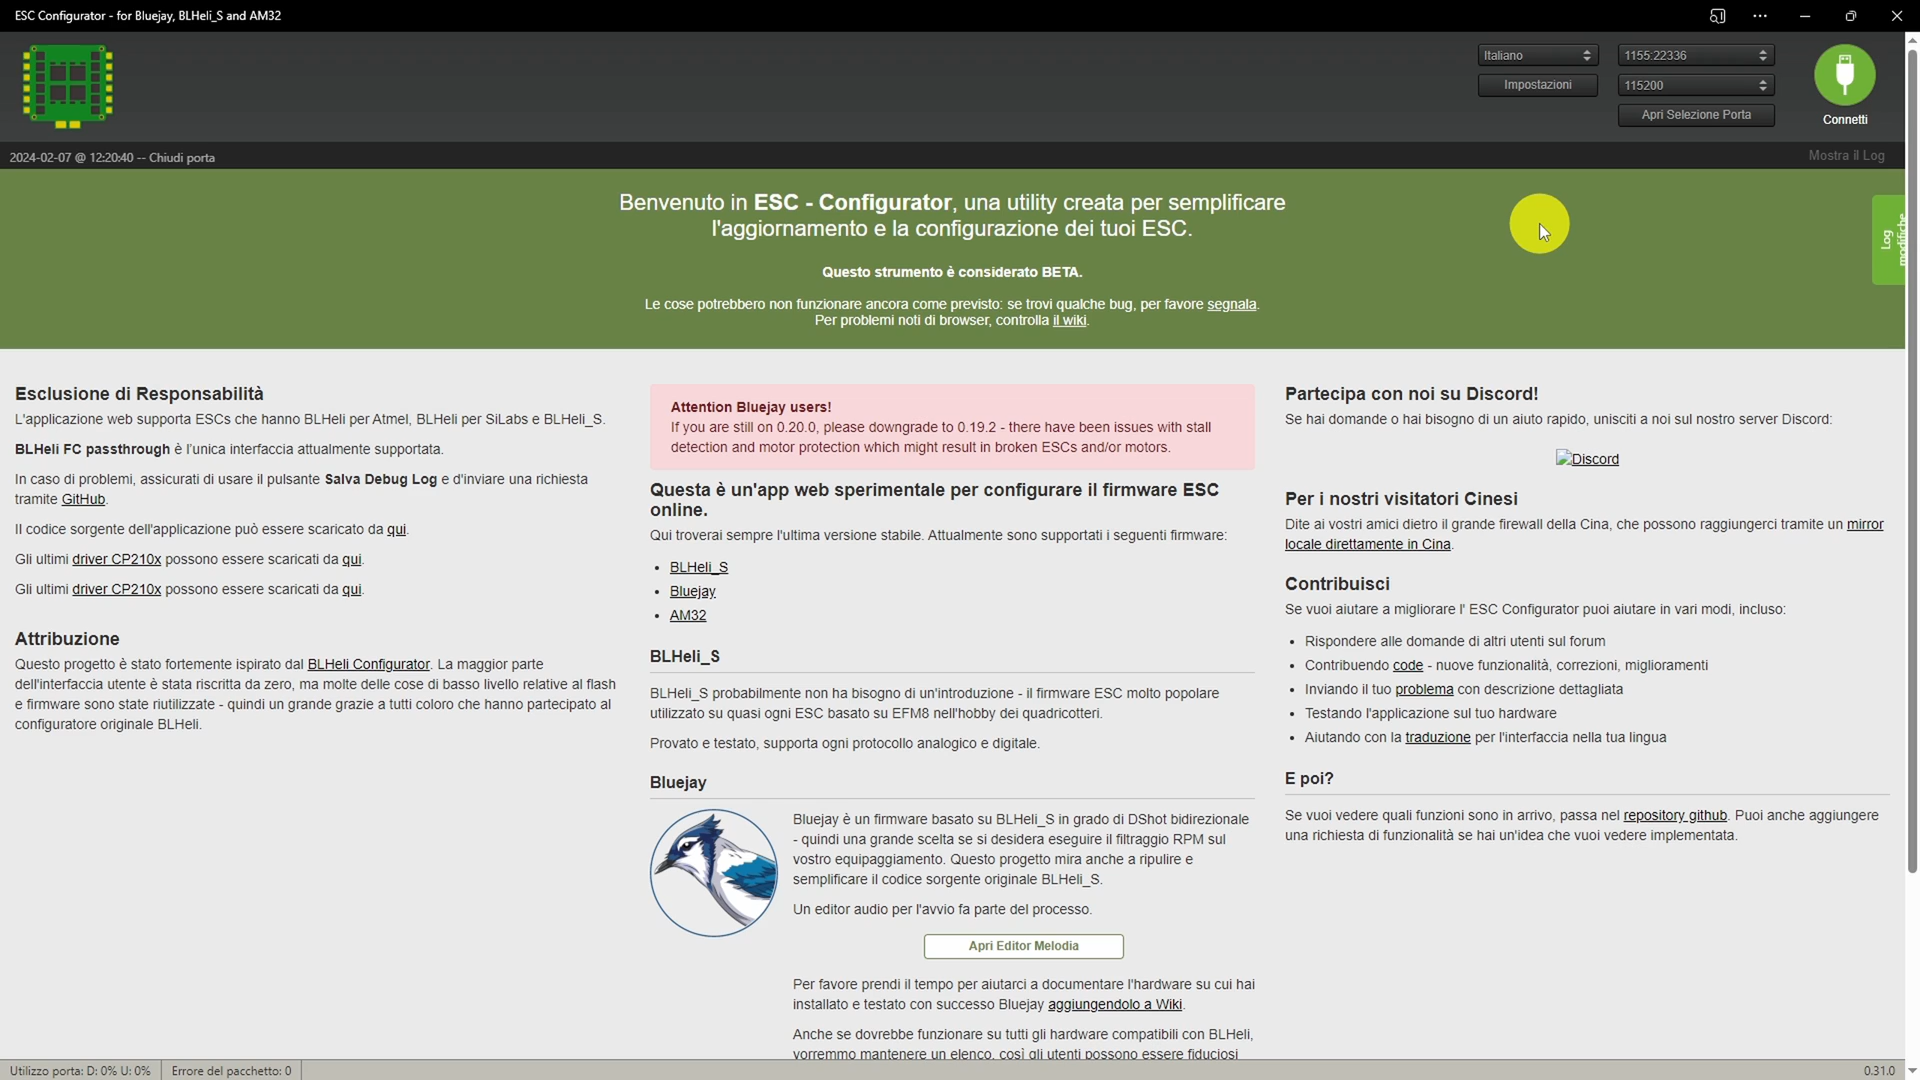 ESC Configurator - for Bluejay, BLHeli_S and AM32
Italiano
1155:22336
Impostazioni
115200
Apri Selezione Porta
Connetti
2024-02-07 @ 12:20:40 -- Chiudi porta
Mostra il Log
Benvenuto in ESC - Configurator, una utility creata per semplificare
l'aggiornamento e la configurazione dei tuoi ESC.
Log
modifiche
Questo strumento è considerato BETA.
Le cose potrebbero non funzionare ancora come previsto: se trovi qualche bug, per favore segnala.
Per problemi noti di browser, controlla il wiki.
Esclusione di Responsabilità
L'applicazione web supporta ESCs che hanno BLHeli per Atmel, BLHeli per SiLabs e BLHeli_S.
BLHeli FC passthrough è l'unica interfaccia attualmente supportata.
In caso di problemi, assicurati di usare il pulsante Salva Debug Log e d'inviare una richiesta
tramite GitHub.
Il codice sorgente dell'applicazione può essere scaricato da qui.
Gli ultimi driver CP210x possono essere scaricati da qui.
Gli ultimi driver CP210x possono essere scaricati da qui.
Attribuzione
Questo progetto è stato fortemente ispirato dal BLHeli Configurator. La maggior parte
dell'interfaccia utente è stata riscritta da zero, ma molte delle cose di basso livello relative al flash
e firmware sono state riutilizzate - quindi un grande grazie a tutti coloro che hanno partecipato al
configuratore originale BLHeli.
Attention Bluejay users!
If you are still on 0.20.0, please downgrade to 0.19.2 - there have been issues with stall
detection and motor protection which might result in broken ESCs and/or motors.
Questa è un'app web sperimentale per configurare il firmware ESC
online.
Qui troverai sempre l'ultima versione stabile. Attualmente sono supportati i seguenti firmware:
• BLHeli_S
• Bluejay
• AM32
BLHeli_S
BLHeli_S probabilmente non ha bisogno di un'introduzione - il firmware ESC molto popolare
utilizzato su quasi ogni ESC basato su EFM8 nell'hobby dei quadricotteri.
Provato e testato, supporta ogni protocollo analogico e digitale.
Bluejay
Bluejay è un firmware basato su BLHeli_S in grado di DShot bidirezionale
- quindi una grande scelta se si desidera eseguire il filtraggio RPM sul
vostro equipaggiamento. Questo progetto mira anche a ripulire e
semplificare il codice sorgente originale BLHeli_S.
Un editor audio per l'avvio fa parte del processo.
Apri Editor Melodia
Per favore prendi il tempo per aiutarci a documentare l'hardware su cui hai
installato e testato con successo Bluejay aggiungendolo a Wiki.
Anche se dovrebbe funzionare su tutti gli hardware compatibili con BLHeli,
vorremmo mantenere un elenco, così gli utenti possono essere fiduciosi
Partecipa con noi su Discord!
Se hai domande o hai bisogno di un aiuto rapido, unisciti a noi sul nostro server Discord:
Discord
Per i nostri visitatori Cinesi
Dite ai vostri amici dietro il grande firewall della Cina, che possono raggiungerci tramite un mirror
locale direttamente in Cina.
Contribuisci
Se vuoi aiutare a migliorare l' ESC Configurator puoi aiutare in vari modi, incluso:
• Rispondere alle domande di altri utenti sul forum
• Contribuendo code - nuove funzionalità, correzioni, miglioramenti
• Inviando il tuo problema con descrizione dettagliata
• Testando l'applicazione sul tuo hardware
• Aiutando con la traduzione per l'interfaccia nella tua lingua
E poi?
Se vuoi vedere quali funzioni sono in arrivo, passa nel repository github. Puoi anche aggiungere
una richiesta di funzionalità se hai un'idea che vuoi vedere implementata.
Utilizzo porta: D: 0% U: 0%
Errore del pacchetto: 0
0.31.0